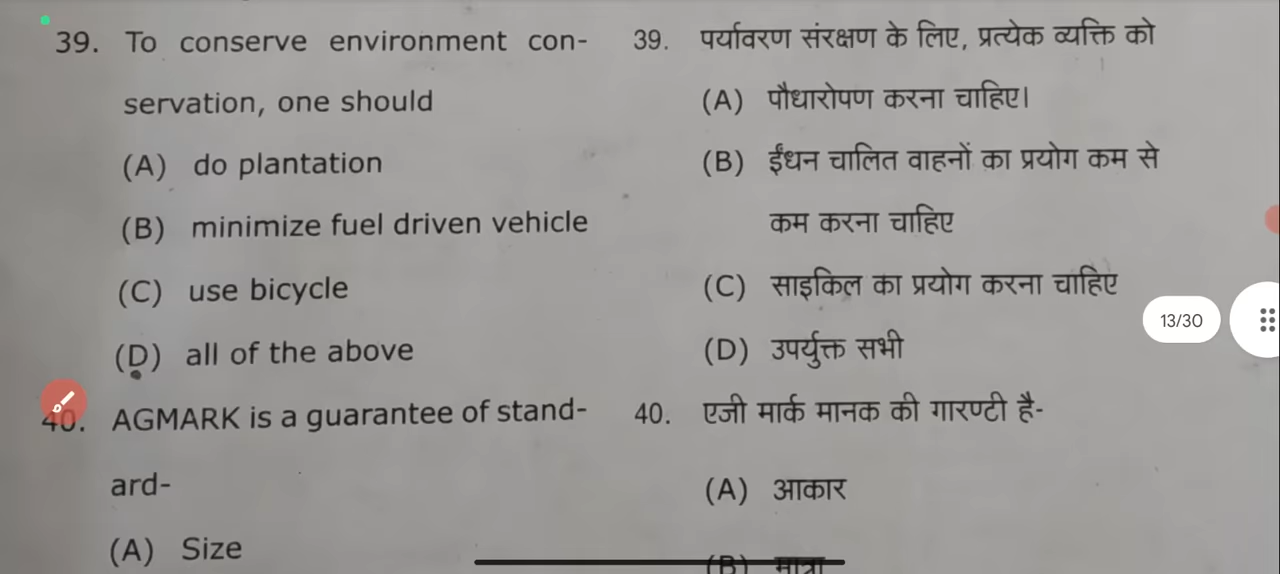 39. To conserve environment con-
servation, one should
(A) do plantation
(B) minimize fuel driven vehicle
(C) use bicycle
(D) all of the above
40. AGMARK is a guarantee of stand-
ard-
(A) Size
39. पर्यावरण संरक्षण के लिए, प्रत्येक व्यक्ति को
(A) पौधारोपण करना चाहिए।
(B) ईंधन चालित वाहनों का प्रयोग कम से
कम करना चाहिए
(C) साइकिल का प्रयोग करना चाहिए
(D) उपर्युक्त सभी
40. एजी मार्क मानक की गारण्टी है-
(A) आकार
(B) मात्रा
13/30